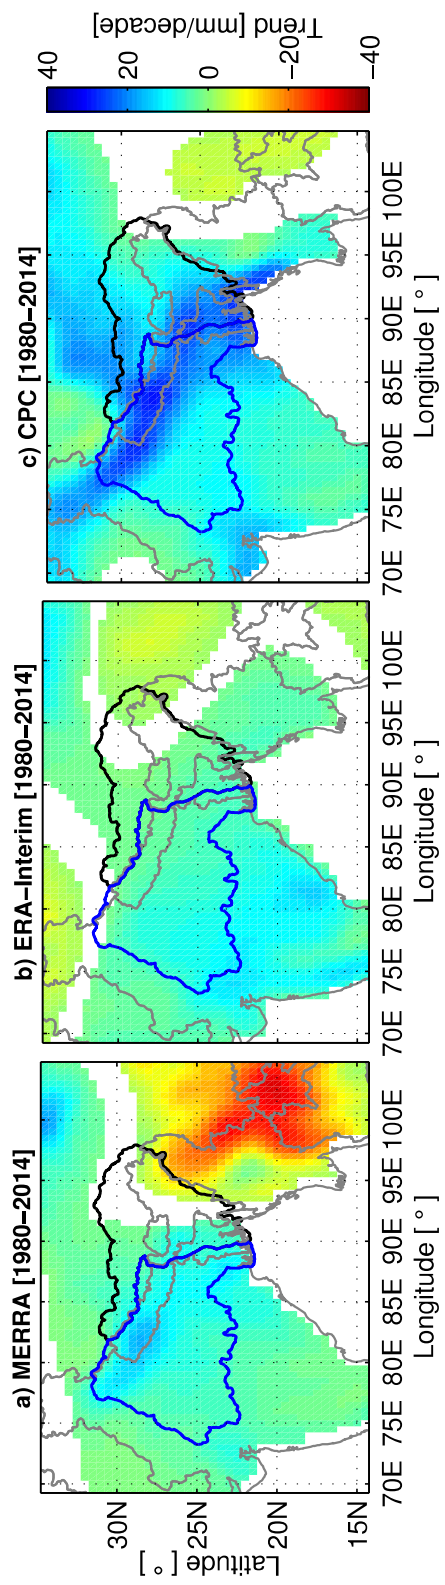 a) MERRA [1980−2014]
b) ERA−Interim [1980−2014]
c) CPC [1980−2014]
Latitude [ ° ]
30N
25N
20N
15N
70E 75E 80E 85E 90E 95E 100E
Longitude [ ° ]
70E 75E 80E 85E 90E 95E 100E
Longitude [ ° ]
70E 75E 80E 85E 90E 95E 100E
Longitude [ ° ]
40
20
0
−20
−40
Trend [mm/decade]